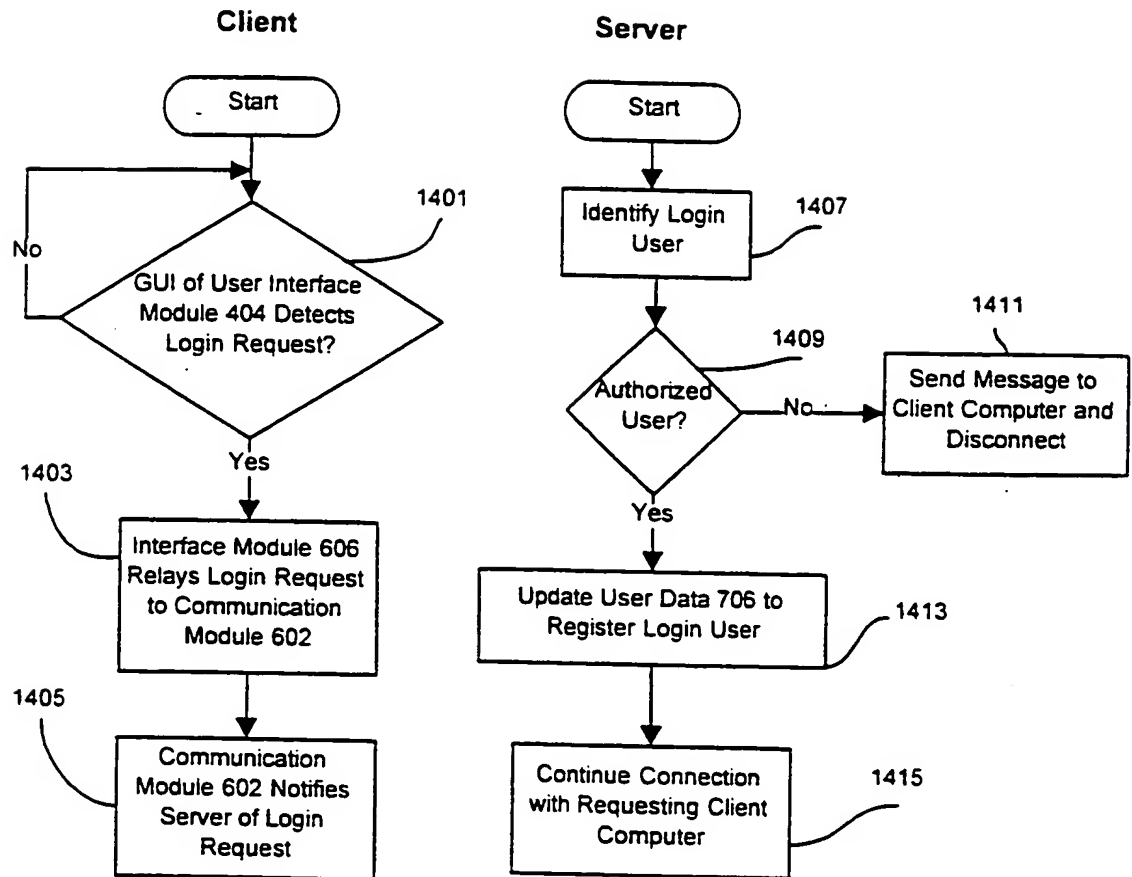 Client
Start
1401
No
GUI of User Interface
Module 404 Detects
Login Request?
Yes
1403
Interface Module 606
Relays Login Request
to Communication
Module 602
1405
Communication
Module 602 Notifies
Server of Login
Request
Server
Start
1407
Identify Login
User
1409
Authorized
User?
No
1411
Send Message to
Client Computer and
Disconnect
Yes
Update User Data 706 to
Register Login User
1413
Continue Connection
with Requesting Client
Computer
1415